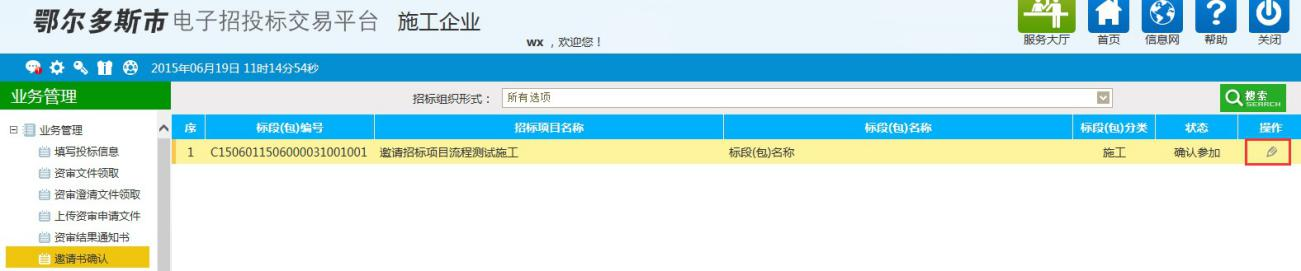 鄂尔多斯市 电子招投标交易平台 施工企业
wx ，欢迎您！
服务大厅 首页 信息网 帮助 关闭
2015年06月19日 11时14分54秒
业务管理 招标组织形式： 所有选项 搜索 SEARCH
业务管理
序 标段(包)编号 招标项目名称 标段(包)名称 标段(包)分类 状态 操作
填写投标信息
1 C1506011506000031001001 邀请招标项目流程测试施工 标段(包)名称 施工 确认参加
资审文件领取
资审澄清文件领取
上传资审申请文件
资审结果通知书
邀请书确认